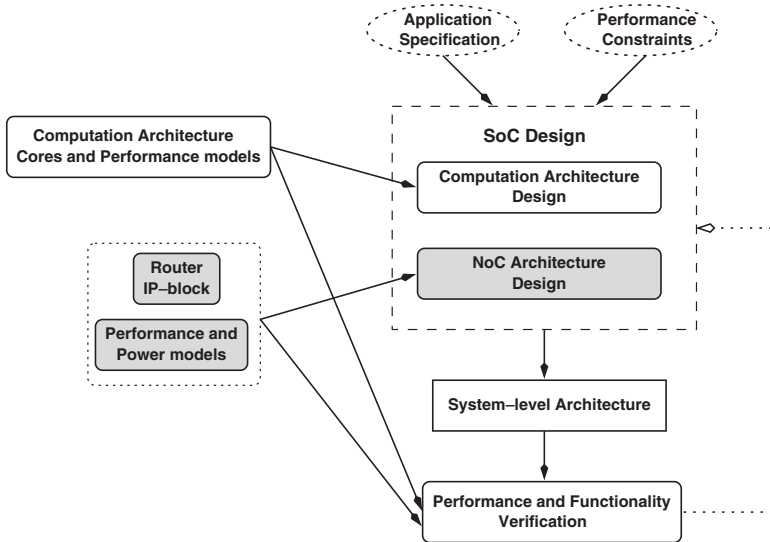 Application
Specification
Performance
Constraints
Computation Architecture
Cores and Performance models
SoC Design
Computation Architecture
Design
Router
IP–block
NoC Architecture
Design
Performance and
Power models
System–level Architecture
Performance and Functionality
Verification